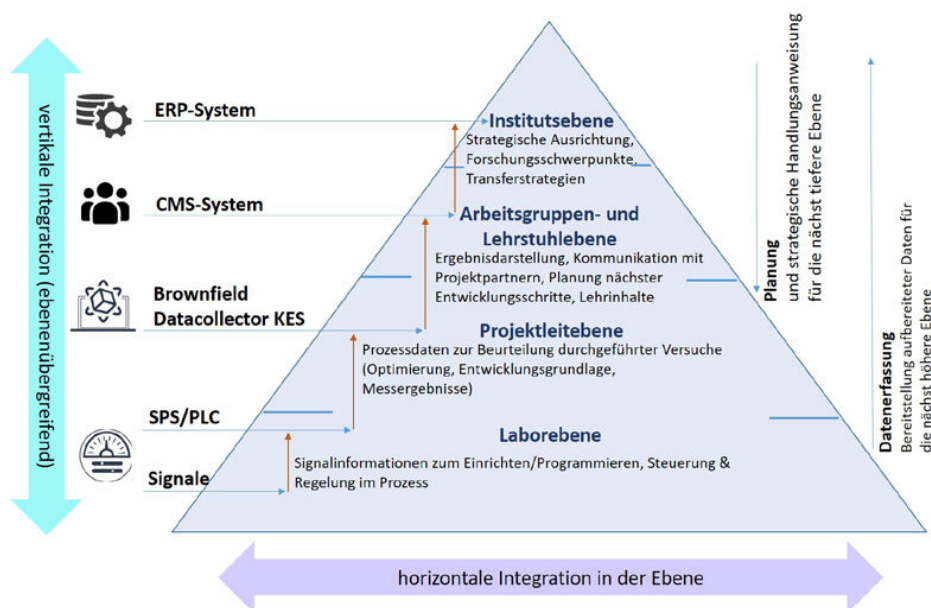 vertikale Integration (ebenenübergreifend)
ERP-System
CMS-System
Brownfield
Datacollector KES
SPS/PLC
Signale
Institutsebene
Strategische Ausrichtung,
Forschungsschwerpunkte,
Transferstrategien
Arbeitsgruppen- und
Lehrstuhlebene
Ergebnisdarstellung, Kommunikation mit
Projektpartnern, Planung nächster
Entwicklungsschritte, Lehrinhalte
Projektleitebene
Prozessdaten zur Beurteilung durchgeführter Versuche
(Optimierung, Entwicklungsgrundlage,
Messergebnisse)
Laborebene
Signalinformationen zum Einrichten/Programmieren, Steuerung &
Regelung im Prozess
Planung
und strategische Handlungsanweisung
für die nächst tiefere Ebene
Datenerfassung
Bereitstellung aufbereiteter Daten für
die nächst höhere Ebene
horizontale Integration in der Ebene